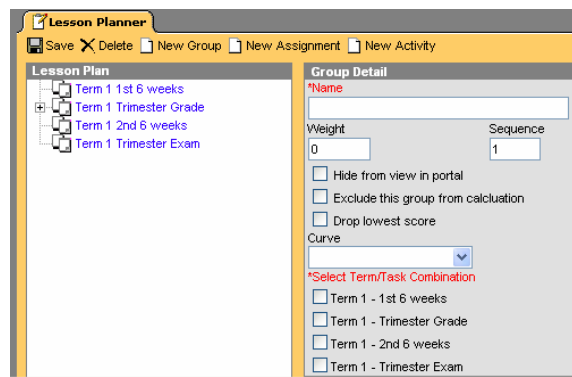 Lesson Planner
Save Delete New Group New Assignment New Activity
Lesson Plan
Term 1 1st 6 weeks
Term 1 Trimester Grade
Term 1 2nd 6 weeks
Term 1 Trimester Exam
Group Detail
*Name
Weight Sequence
0 1
Hide from view in portal
Exclude this group from calcluation
Drop lowest score
Curve
*Select Term/Task Combination
Term 1 - 1st 6 weeks
Term 1 - Trimester Grade
Term 1 - 2nd 6 weeks
Term 1 - Trimester Exam